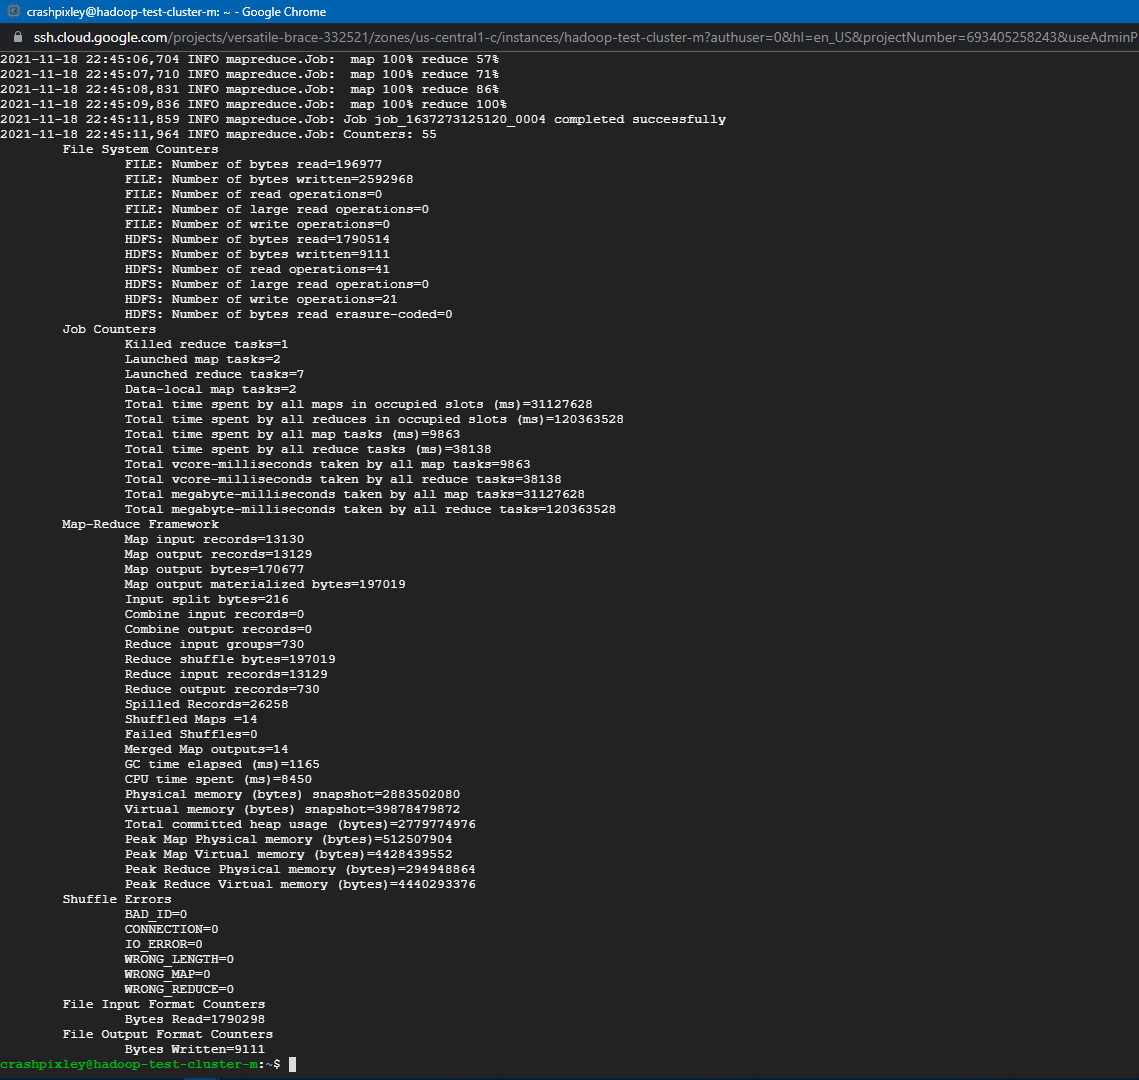 crashpixley@hadoop-test-cluster-m: ~ - Google Chrome
ssh.cloud.google.com/projects/versatile-brace-332521/zones/us-central1-c/instances/hadoop-test-cluster-m?authuser=0&hl=en_US&projectNumber=693405258243&useAdminP
2021-11-18 22:45:06,704 INFO mapreduce.Job:  map 100% reduce 57%
2021-11-18 22:45:07,710 INFO mapreduce.Job:  map 100% reduce 71%
2021-11-18 22:45:08,831 INFO mapreduce.Job:  map 100% reduce 86%
2021-11-18 22:45:09,836 INFO mapreduce.Job:  map 100% reduce 100%
2021-11-18 22:45:11,859 INFO mapreduce.Job: Job job_1637273125120_0004 completed successfully
2021-11-18 22:45:11,964 INFO mapreduce.Job: Counters: 55
File System Counters
FILE: Number of bytes read=196977
FILE: Number of bytes written=2592968
FILE: Number of read operations=0
FILE: Number of large read operations=0
FILE: Number of write operations=0
HDFS: Number of bytes read=1790514
HDFS: Number of bytes written=9111
HDFS: Number of read operations=41
HDFS: Number of large read operations=0
HDFS: Number of write operations=21
HDFS: Number of bytes read erasure-coded=0
Job Counters
Killed reduce tasks=1
Launched map tasks=2
Launched reduce tasks=7
Data-local map tasks=2
Total time spent by all maps in occupied slots (ms)=31127628
Total time spent by all reduces in occupied slots (ms)=120363528
Total time spent by all map tasks (ms)=9863
Total time spent by all reduce tasks (ms)=38138
Total vcore-milliseconds taken by all map tasks=9863
Total vcore-milliseconds taken by all reduce tasks=38138
Total megabyte-milliseconds taken by all map tasks=31127628
Total megabyte-milliseconds taken by all reduce tasks=120363528
Map-Reduce Framework
Map input records=13130
Map output records=13129
Map output bytes=170677
Map output materialized bytes=197019
Input split bytes=216
Combine input records=0
Combine output records=0
Reduce input groups=730
Reduce shuffle bytes=197019
Reduce input records=13129
Reduce output records=730
Spilled Records=26258
Shuffled Maps =14
Failed Shuffles=0
Merged Map outputs=14
GC time elapsed (ms)=1165
CPU time spent (ms)=8450
Physical memory (bytes) snapshot=2883502080
Virtual memory (bytes) snapshot=39878479872
Total committed heap usage (bytes)=2779774976
Peak Map Physical memory (bytes)=512507904
Peak Map Virtual memory (bytes)=4428439552
Peak Reduce Physical memory (bytes)=294948864
Peak Reduce Virtual memory (bytes)=4440293376
Shuffle Errors
BAD_ID=0
CONNECTION=0
IO_ERROR=0
WRONG_LENGTH=0
WRONG_MAP=0
WRONG_REDUCE=0
File Input Format Counters
Bytes Read=1790298
File Output Format Counters
Bytes Written=9111
crashpixley@hadoop-test-cluster-m:~$